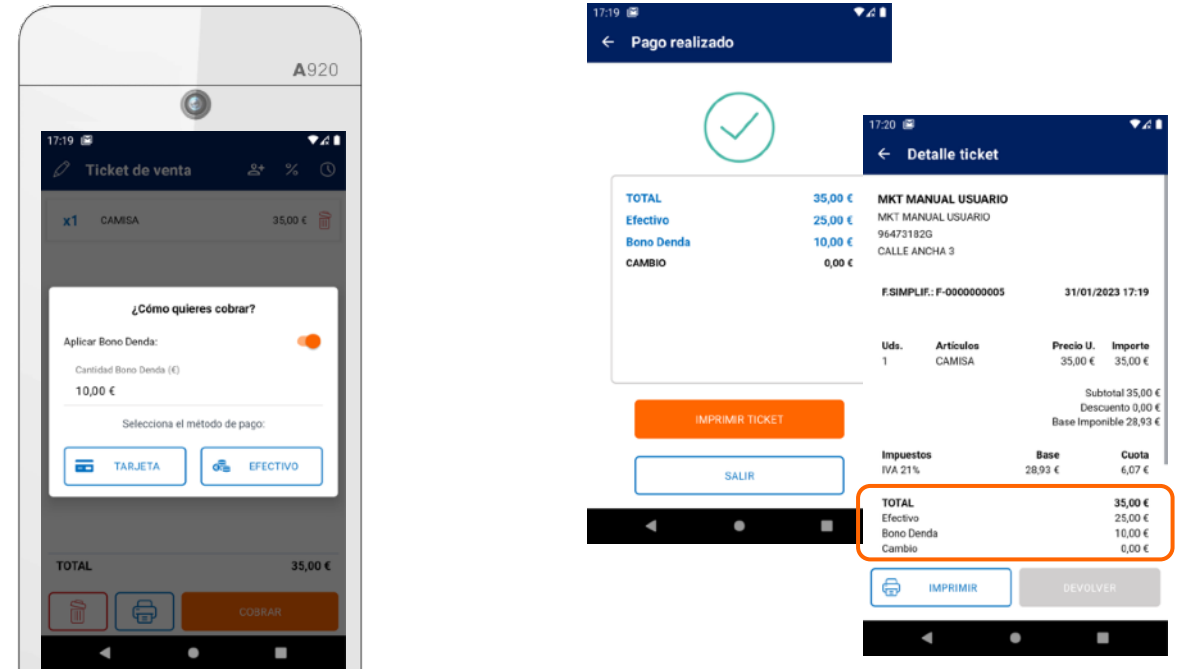 A920
17:19
Ticket de venta
x1 CAMISA 35,00 €
¿Cómo quieres cobrar?
Aplicar Bono Denda:
Cantidad Bono Denda (€)
10,00 €
Selecciona el método de pago:
TARJETA EFECTIVO
TOTAL 35,00 €
COBRAR
17:19
Pago realizado
TOTAL 35,00 €
Efectivo 25,00 €
Bono Denda 10,00 €
CAMBIO 0,00 €
IMPRIMIR TICKET
SALIR
17:20
Detalle ticket
MKT MANUAL USUARIO
MKT MANUAL USUARIO
96473182G
CALLE ANCHA 3
F.SIMPLIF.: F-0000000005 31/01/2023 17:19
Uds. Artículos Precio U. Importe
1 CAMISA 35,00 € 35,00 €
Subtotal 35,00 €
Descuento 0,00 €
Base Imponible 28,93 €
Impuestos Base Cuota
IVA 21% 28,93 € 6,07 €
TOTAL 35,00 €
Efectivo 25,00 €
Bono Denda 10,00 €
Cambio 0,00 €
IMPRIMIR DEVOLVER